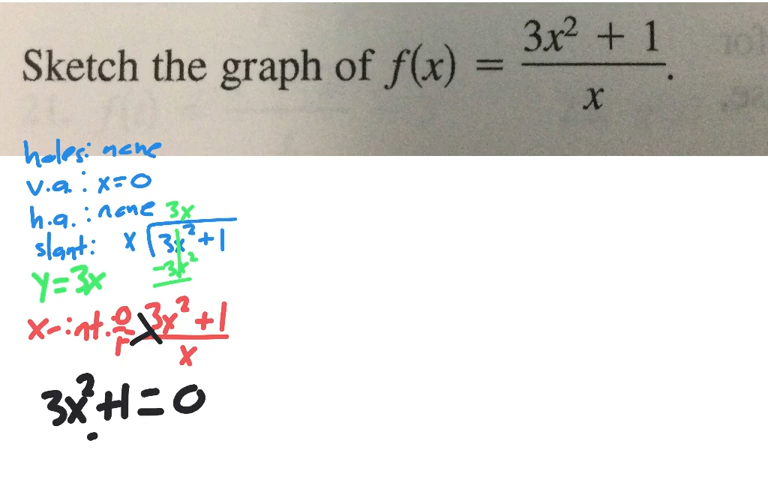 Sketch the graph of f(x) = (3x² + 1)/x.
holes: none
v.a.: x=0
h.a.: none
3x
slant: x 3x²+1
-3x²
y=3x
x-int. 0/1 3x²+1/x
3x²+1=0